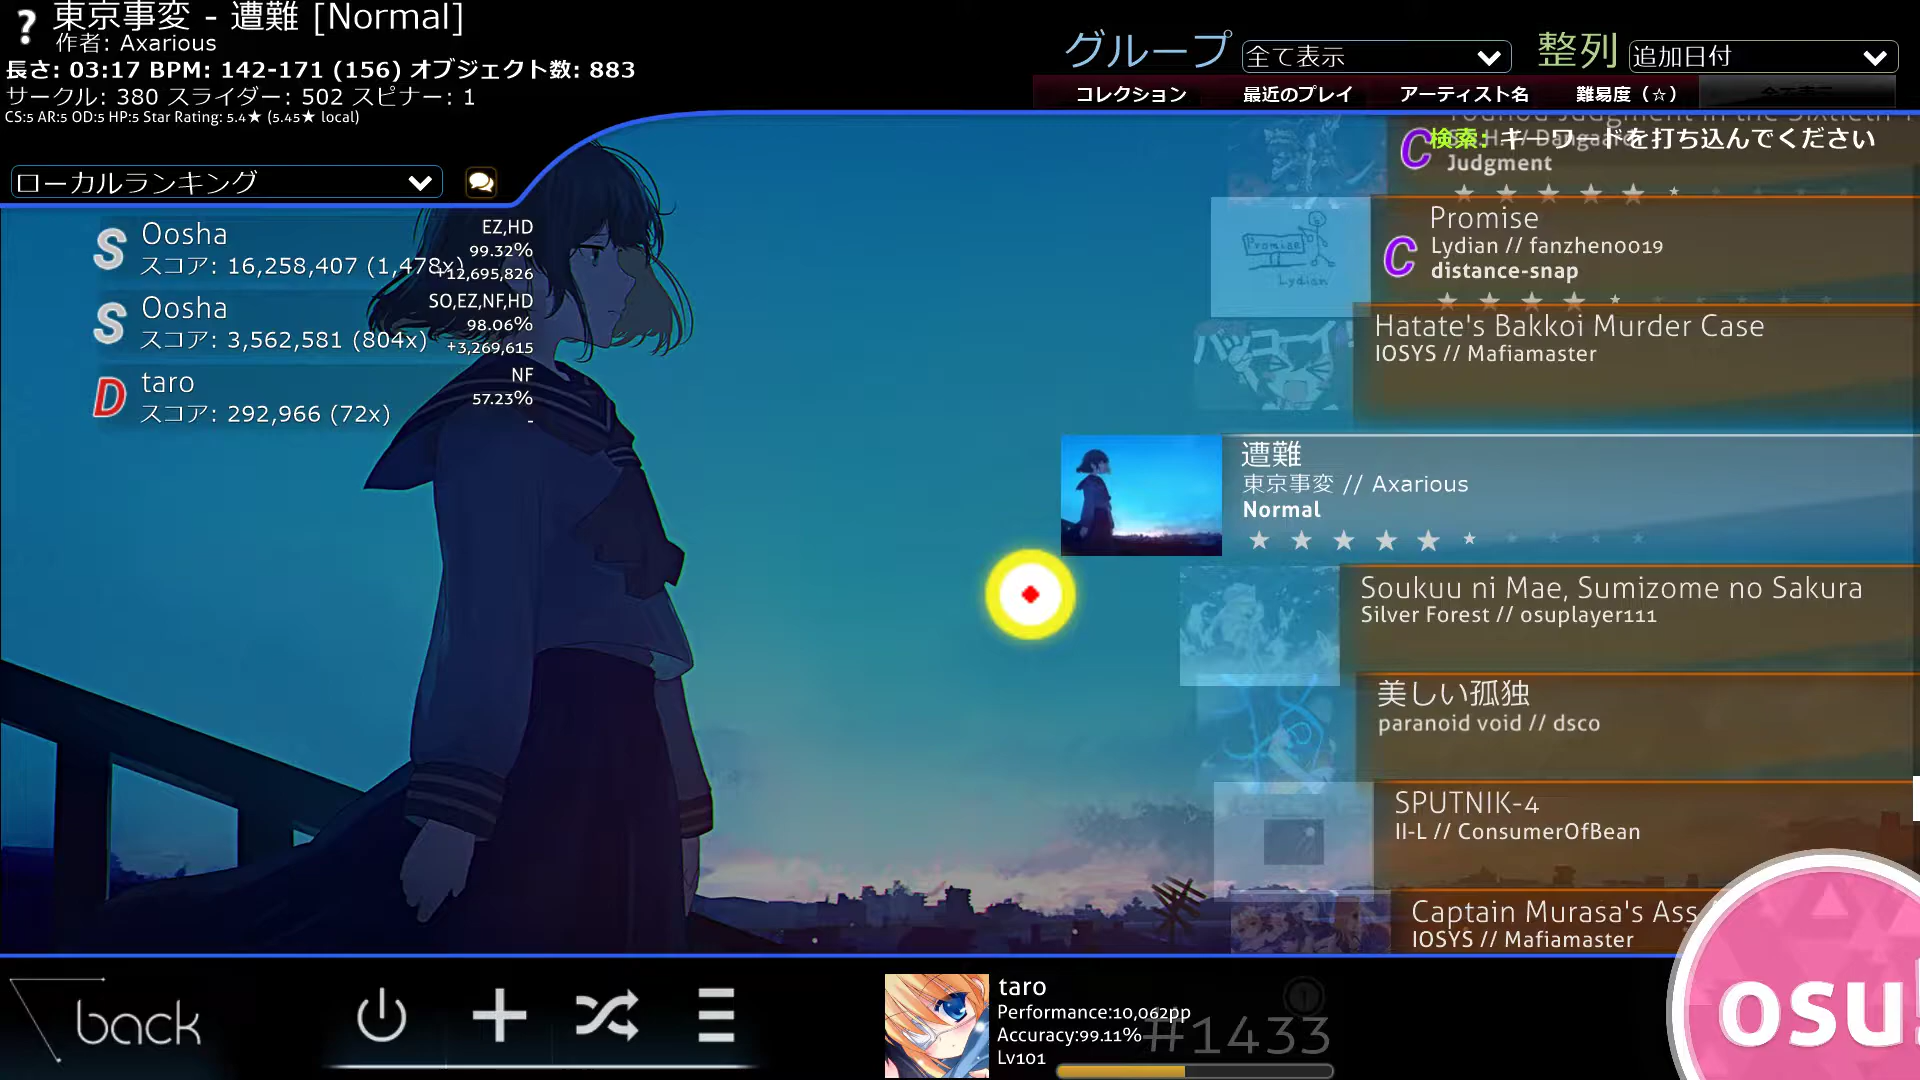 東京事変 - 遭難 [Normal]
作者: Axarious
長さ: 03:17 BPM: 142-171 (156) オブジェクト数: 883
サークル: 380 スライダー: 502 スピナー: 1
CS:5 AR:5 OD:5 HP:5 Star Rating: 5.4★ (5.45★ local)
グループ
全て表示
整列
追加日付
コレクション
最近のプレイ
アーティスト名
難易度 (☆)
検索: キーワードを打ち込んでください
Judgment
ローカルランキング
S
Oosha
スコア: 16,258,407 (1,478x)
EZ,HD
99.32%
+12,695,826
S
Oosha
スコア: 3,562,581 (804x)
SO,EZ,NF,HD
98.06%
+3,269,615
D
taro
スコア: 292,966 (72x)
NF
57.23%
-
C
C
Promise
Lydian // fanzhen0019
distance-snap
Promise
Lydian
Hatate's Bakkoi Murder Case
IOSYS // Mafiamaster
バッコーイ!
遭難
東京事変 // Axarious
Normal
Soukuu ni Mae, Sumizome no Sakura
Silver Forest // osuplayer111
美しい孤独
paranoid void // dsco
SPUTNIK-4
II-L // ConsumerOfBean
Captain Murasa's Ass
IOSYS // Mafiamaster
back
taro
Performance:10,062pp
Accuracy:99.11%
Lv101
#1433
osu!